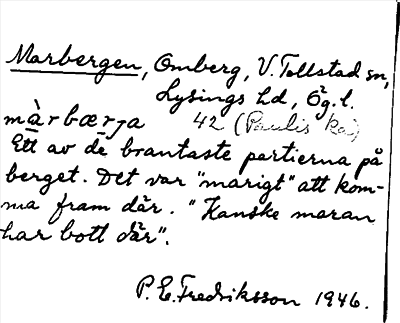 Marbergen, Omberg, V. Tollstad sn,
Lysings hd, Ög. l.
màrbærja 42 (Paulis ka)
Ett av de brantaste partierna på
berget. Det var "marigt" att kom-
ma fram där. "Kanske maran
har bott där".
P. E. Fredriksson 1946.